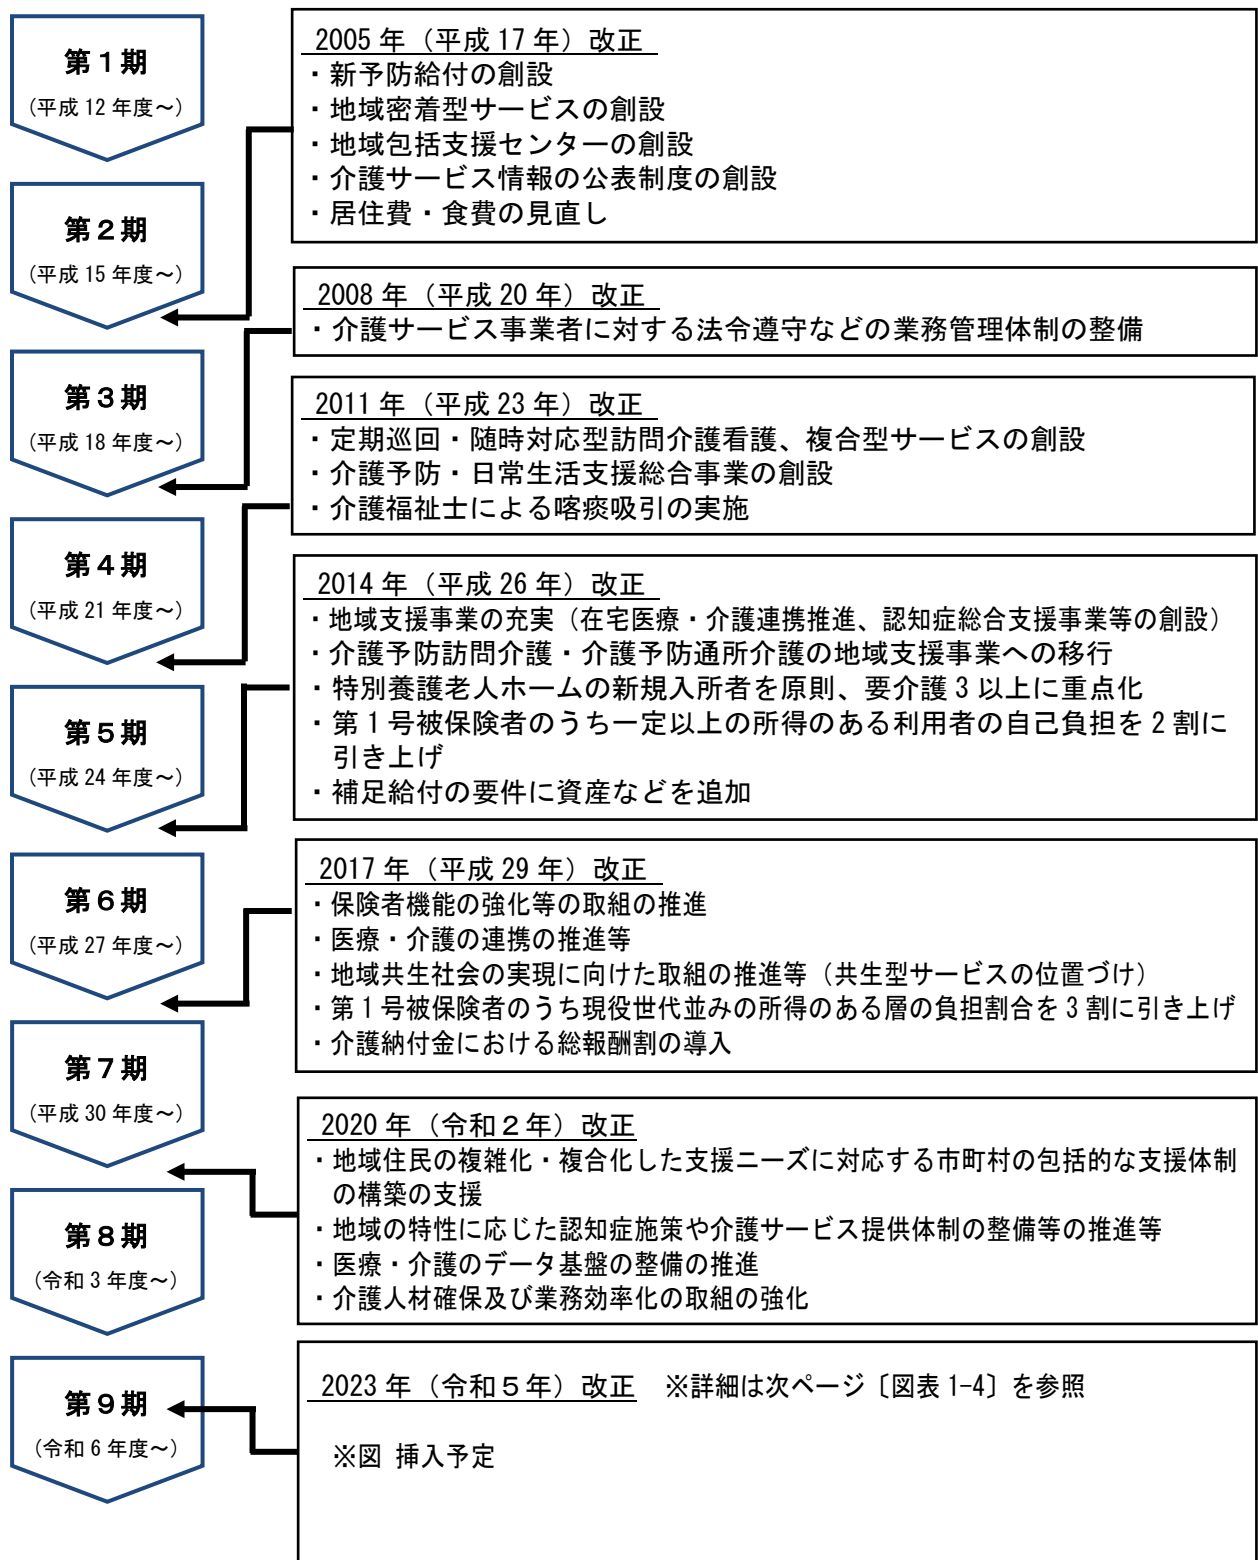 第１期
（平成 12 年度～）
2005 年（平成 17 年）改正
・新予防給付の創設
・地域密着型サービスの創設
・地域包括支援センターの創設
・介護サービス情報の公表制度の創設
・居住費・食費の見直し
第２期
（平成 15 年度～）
2008 年（平成 20 年）改正
・介護サービス事業者に対する法令遵守などの業務管理体制の整備
第３期
（平成 18 年度～）
2011 年（平成 23 年）改正
・定期巡回・随時対応型訪問介護看護、複合型サービスの創設
・介護予防・日常生活支援総合事業の創設
・介護福祉士による喀痰吸引の実施
第４期
（平成 21 年度～）
2014 年（平成 26 年）改正
・地域支援事業の充実（在宅医療・介護連携推進、認知症総合支援事業等の創設）
・介護予防訪問介護・介護予防通所介護の地域支援事業への移行
・特別養護老人ホームの新規入所者を原則、要介護 3 以上に重点化
・第 1 号被保険者のうち一定以上の所得のある利用者の自己負担を 2 割に
引き上げ
・補足給付の要件に資産などを追加
第５期
（平成 24 年度～）
2017 年（平成 29 年）改正
・保険者機能の強化等の取組の推進
・医療・介護の連携の推進等
・地域共生社会の実現に向けた取組の推進等（共生型サービスの位置づけ）
・第 1 号被保険者のうち現役世代並みの所得のある層の負担割合を 3 割に引き上げ
・介護納付金における総報酬割の導入
第６期
（平成 27 年度～）
第７期
（平成 30 年度～）
2020 年（令和２年）改正
・地域住民の複雑化・複合化した支援ニーズに対応する市町村の包括的な支援体制
の構築の支援
・地域の特性に応じた認知症施策や介護サービス提供体制の整備等の推進等
・医療・介護のデータ基盤の整備の推進
・介護人材確保及び業務効率化の取組の強化
第８期
（令和 3 年度～）
第９期
（令和 6 年度～）
2023 年（令和５年）改正　※詳細は次ページ〔図表 1-4〕を参照
※図 挿入予定